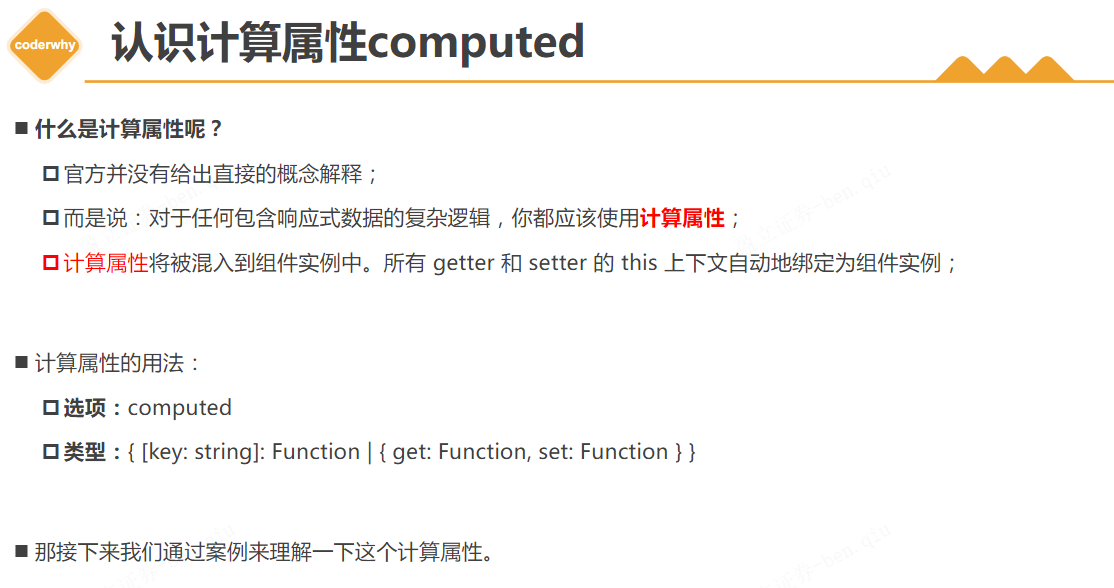 coderwhy
认识计算属性computed
什么是计算属性呢？
官方并没有给出直接的概念解释；
而是说：对于任何包含响应式数据的复杂逻辑，你都应该使用计算属性；
计算属性将被混入到组件实例中。所有 getter 和 setter 的 this 上下文自动地绑定为组件实例；
计算属性的用法：
选项：computed
类型：{ [key: string]: Function | { get: Function, set: Function } }
那接下来我们通过案例来理解一下这个计算属性。